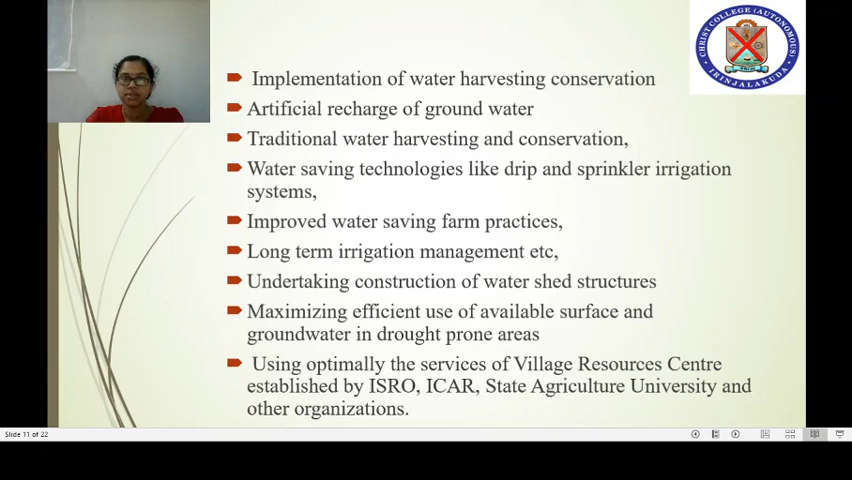 CHRIST COLLEGE (AUTONOMOUS)
IRINJALAKUDA
Implementation of water harvesting conservation
Artificial recharge of ground water
Traditional water harvesting and conservation,
Water saving technologies like drip and sprinkler irrigation
systems,
Improved water saving farm practices,
Long term irrigation management etc,
Undertaking construction of water shed structures
Maximizing efficient use of available surface and
groundwater in drought prone areas
Using optimally the services of Village Resources Centre
established by ISRO, ICAR, State Agriculture University and
other organizations.
Slide 11 of 22